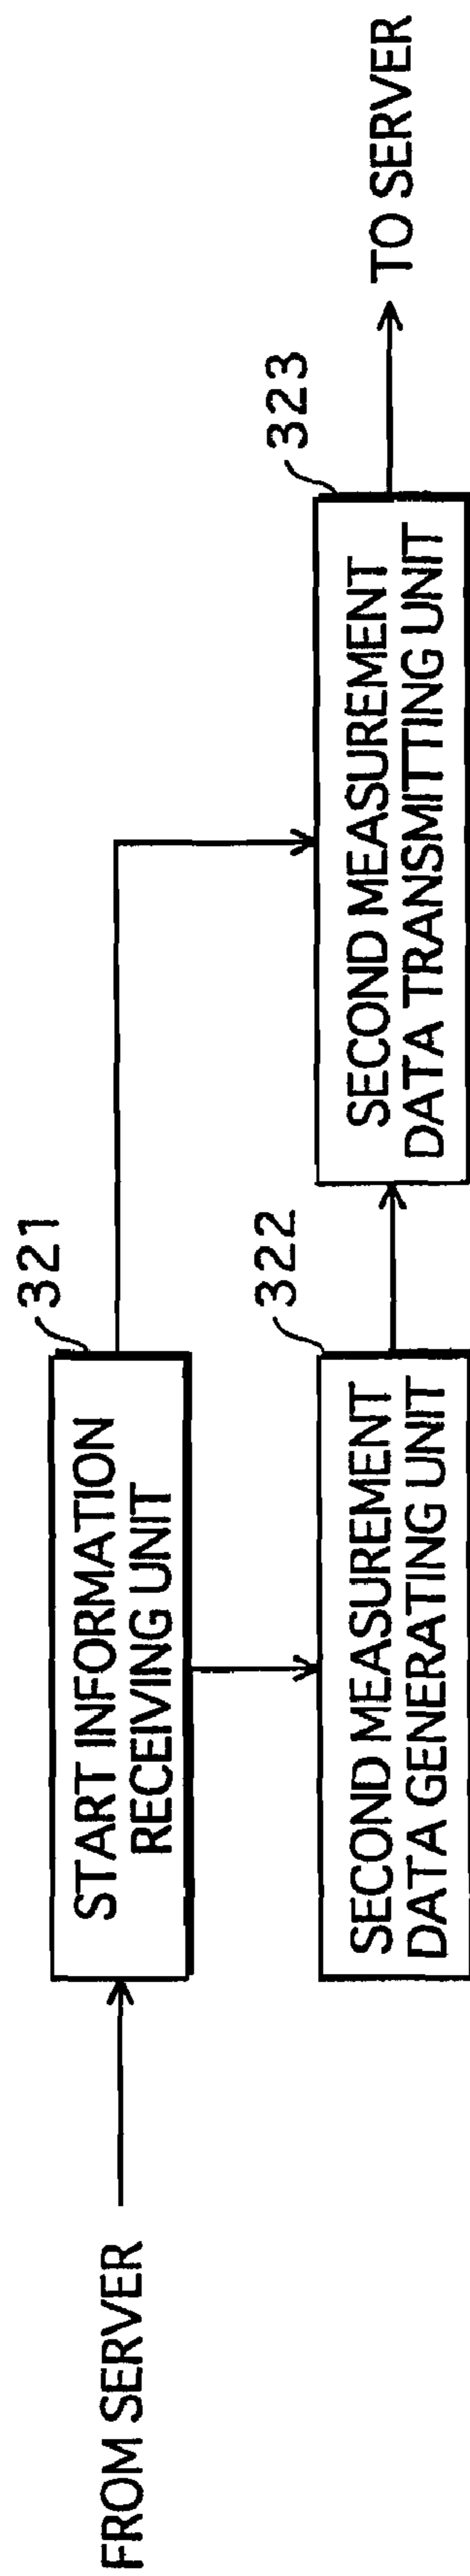 FROM SERVER
START INFORMATION
RECEIVING UNIT
321
SECOND MEASUREMENT
DATA GENERATING UNIT
322
SECOND MEASUREMENT
DATA TRANSMITTING UNIT
323
TO SERVER